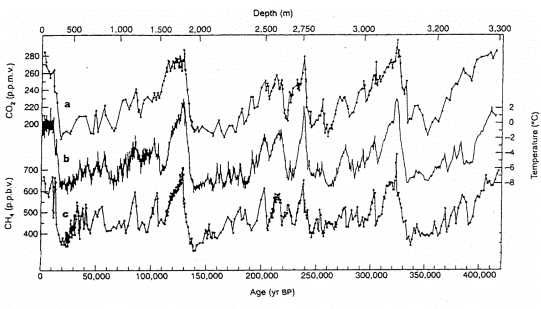 Depth (m)
0 500 1,000 1,500 2,000 2,500 2,750 3,000 3,200 3,300
280
260
240
220
200
CO2 (p.p.m.v.)
a
2
0
-2
-4
-6
-8
Temperature (°C)
b
700
600
500
400
CH4 (p.p.b.v.)
c
0 50,000 100,000 150,000 200,000 250,000 300,000 350,000 400,000
Age (yr BP)